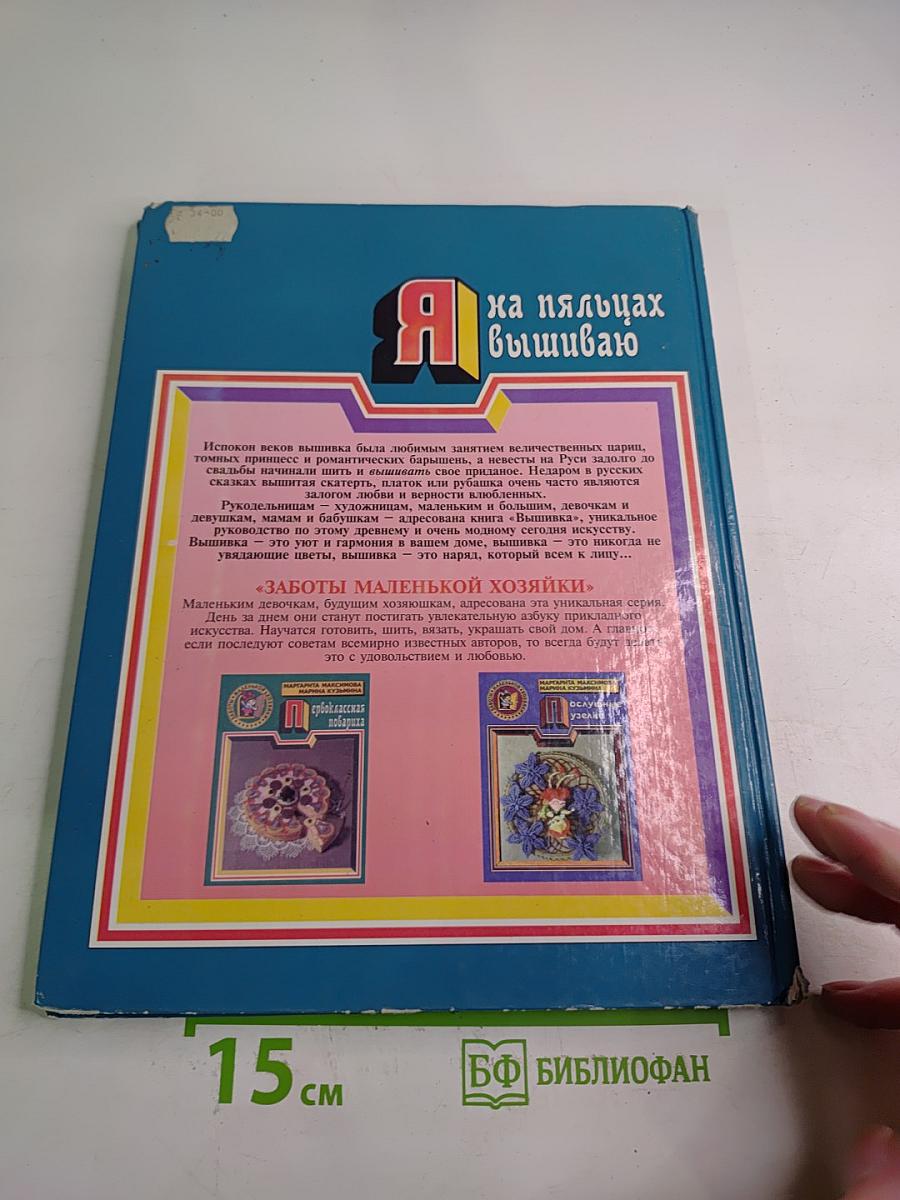 34-00
Я на пяльцах
вышиваю
Испокон веков вышивка была любимым занятием величественных цариц,
томных принцесс и романтических барышень, а невесты на Руси задолго до
свадьбы начинали шить и вышивать свое приданое. Недаром в русских
сказках вышитая скатерть, платок или рубашка очень часто являются
залогом любви и верности влюбленных.
Рукодельницам — художницам, маленьким и большим, девочкам и
девушкам, мамам и бабушкам — адресована книга «Вышивка», уникальное
руководство по этому древнему и очень модному сегодня искусству.
Вышивка — это уют и гармония в вашем доме, вышивка — это никогда не
увядающие цветы, вышивка — это наряд, который всем к лицу...
«ЗАБОТЫ МАЛЕНЬКОЙ ХОЗЯЙКИ»
Маленьким девочкам, будущим хозяюшкам, адресована эта уникальная серия.
День за днем они станут постигать увлекательную азбуку прикладного
искусства. Научатся готовить, шить, вязать, украшать свой дом. А
если последуют советам всемирно известных авторов, то всегда будут
это с удовольствием и любовью.
МАРГАРИТА МАКСИМОВА
МАРИНА КУЗЬМИНА
Первоклассная
повариха
МАРГАРИТА МАКСИМОВА
МАРИНА КУЗЬМИНА
15 см
БФ БИБЛИОФАН